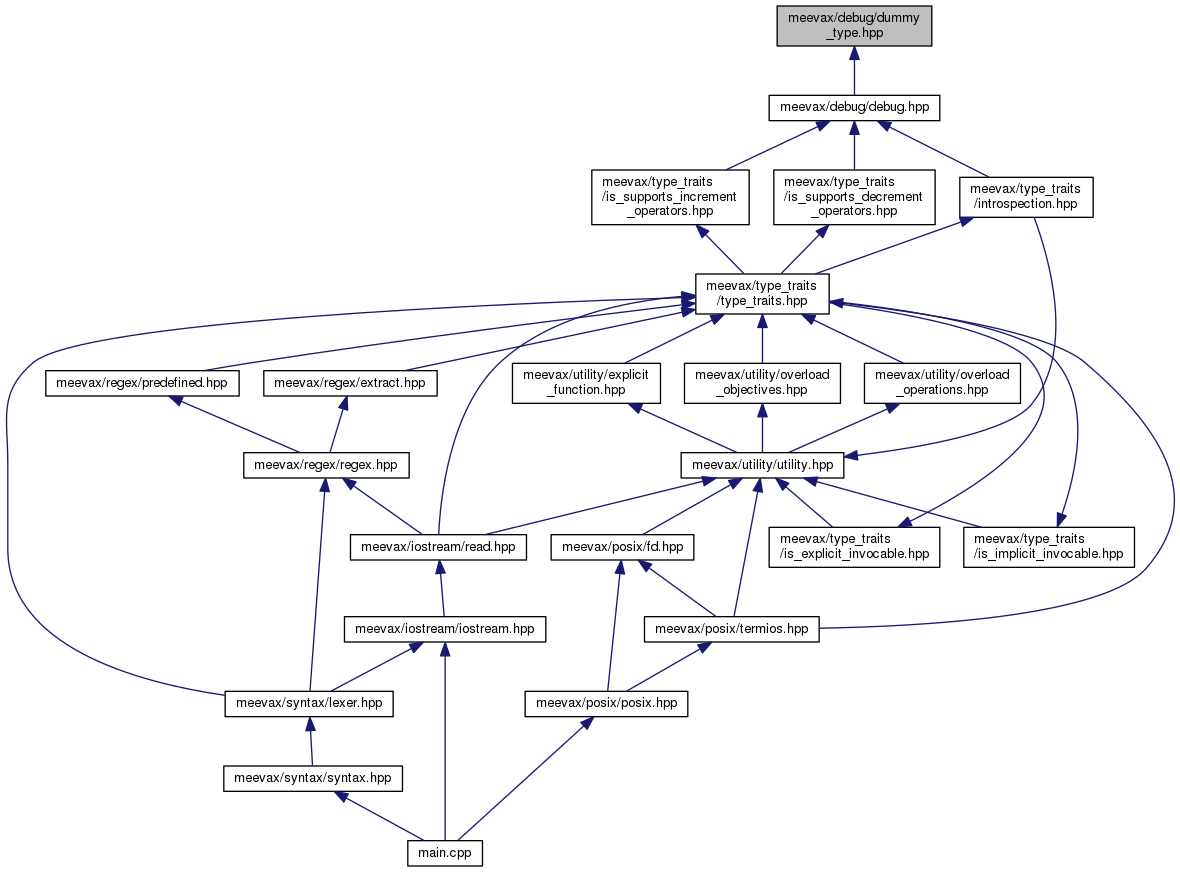 meevax/debug/dummy
_type.hpp
meevax/debug/debug.hpp
meevax/type_traits
/is_supports_increment
_operators.hpp
meevax/type_traits
/is_supports_decrement
_operators.hpp
meevax/type_traits
/introspection.hpp
meevax/type_traits
/type_traits.hpp
meevax/regex/predefined.hpp
meevax/regex/extract.hpp
meevax/utility/explicit
_function.hpp
meevax/utility/overload
_objectives.hpp
meevax/utility/overload
_operations.hpp
meevax/regex/regex.hpp
meevax/utility/utility.hpp
meevax/iostream/read.hpp
meevax/posix/fd.hpp
meevax/type_traits
/is_explicit_invocable.hpp
meevax/type_traits
/is_implicit_invocable.hpp
meevax/iostream/iostream.hpp
meevax/posix/termios.hpp
meevax/syntax/lexer.hpp
meevax/posix/posix.hpp
meevax/syntax/syntax.hpp
main.cpp